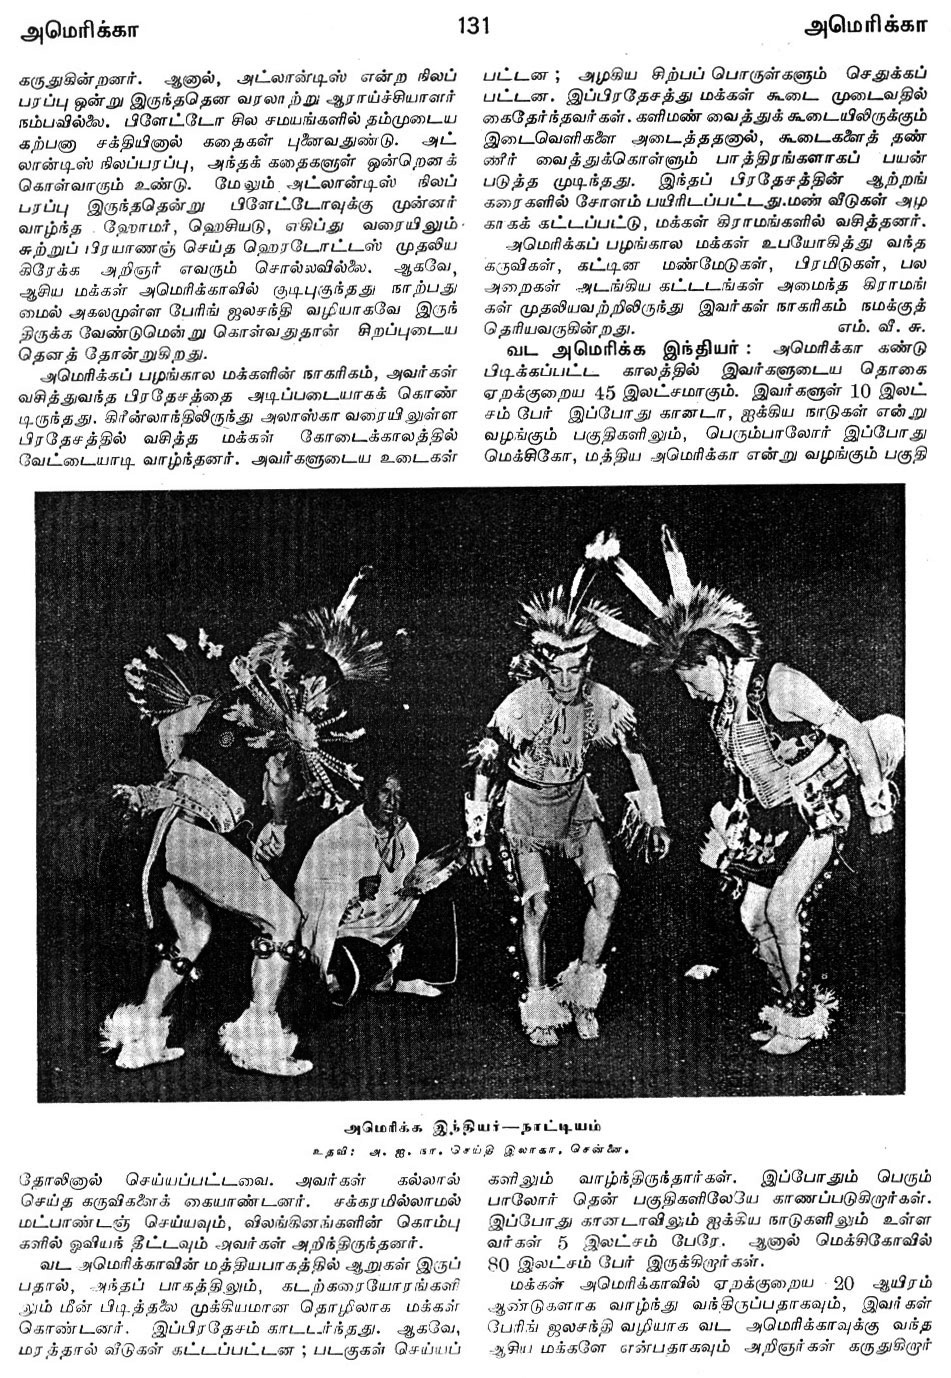 அமெரிக்கா
131
அமெரிக்கா
கருதுகின்றனர். ஆனால், அட்லான்டிஸ் என்ற நிலப்
பரப்பு ஒன்று இருந்ததென வரலாற்று ஆராய்ச்சியாளர்
நம்பவில்லை. பிளேட்டோ சில சமயங்களில் தம்முடைய
கற்பனா சக்தியினால் கதைகள் புனைவதுண்டு. அட்
லான்டிஸ் நிலப்பரப்பு, அந்தக் கதைகளுள் ஒன்றெனக்
கொள்வாரும் உண்டு. மேலும் அட்லான்டிஸ் நிலப்
பரப்பு இருந்ததென்று பிளேட்டோவுக்கு முன்னர்
வாழ்ந்த ஹோமர், ஹெசியடு, எகிப்து வரையிலும்
சுற்றுப் பிரயாணஞ் செய்த ஹெரடோட்டஸ் முதலிய
கிரேக்க அறிஞர் எவரும் சொல்லவில்லை. ஆகவே,
ஆசிய மக்கள் அமெரிக்காவில் குடிபுகுந்தது நாற்பது
மைல் அகலமுள்ள பேரிங் ஜலசந்தி வழியாகவே இருந்
திருக்க வேண்டுமென்று கொள்வதுதான் சிறப்புடைய
தெனத் தோன்றுகிறது.
அமெரிக்கப் பழங்கால மக்களின் நாகரிகம், அவர்கள்
வசித்துவந்த பிரதேசத்தை அடிப்படையாகக் கொண்
டிருந்தது. கிரீன்லாந்திலிருந்து அலாஸ்கா வரையிலுள்ள
பிரதேசத்தில் வசித்த மக்கள் கோடைக்காலத்தில்
வேட்டையாடி வாழ்ந்தனர். அவர்களுடைய உடைகள்
பட்டன ; அழகிய சிற்பப் பொருள்களும் செதுக்கப்
பட்டன. இப்பிரதேசத்து மக்கள் கூடை முடைவதில்
கைதேர்ந்தவர்கள். களிமண் வைத்துக் கூடையிலிருக்கும்
இடைவெளிகளை அடைத்ததனால், கூடைகளைத் தண்
ணீர் வைத்துக்கொள்ளும் பாத்திரங்களாகப் பயன்
படுத்த முடிந்தது. இந்தப் பிரதேசத்தின் ஆற்றங்
கரைகளில் சோளம் பயிரிடப்பட்டது. மண் வீடுகள் அழ
காகக் கட்டப்பட்டு, மக்கள் கிராமங்களில் வசித்தனர்.
அமெரிக்கப் பழங்கால மக்கள் உபயோகித்து வந்த
கருவிகள், கட்டின மண்மேடுகள், பிரமிடுகள், பல
அறைகள் அடங்கிய கட்டடங்கள் அமைந்த கிராமங்
கள் முதலியவற்றிலிருந்து இவர்கள் நாகரிகம் நமக்குத்
தெரியவருகின்றது. எம். வீ. சு.
வட அமெரிக்க இந்தியர் : அமெரிக்கா கண்டு
பிடிக்கப்பட்ட காலத்தில் இவர்களுடைய தொகை
ஏறக்குறைய 45 இலட்சமாகும். இவர்களுள் 10 இலட்
சம் பேர் இப்போது கானடா, ஐக்கிய நாடுகள் என்று
வழங்கும் பகுதிகளிலும், பெரும்பாலோர் இப்போது
மெக்சிகோ, மத்திய அமெரிக்கா என்று வழங்கும் பகுதி
அமெரிக்க இந்தியர்—நாட்டியம்
உதவி: அ. ஐ. நா. செய்தி இலாகா, சென்னை.
தோலினால் செய்யப்பட்டவை. அவர்கள் கல்லால்
செய்த கருவிகளைக் கையாண்டனர். சக்கரமில்லாமல்
மட்பாண்டஞ் செய்யவும், விலங்கினங்களின் கொம்பு
களில் ஓவியந் தீட்டவும் அவர்கள் அறிந்திருந்தனர்.
வட அமெரிக்காவின் மத்தியபாகத்தில் ஆறுகள் இருப்
பதால், அந்தப் பாகத்திலும், கடற்கரையோரங்களி
லும் மீன் பிடித்தலை முக்கியமான தொழிலாக மக்கள்
கொண்டனர். இப்பிரதேசம் காடடர்ந்தது. ஆகவே,
மரத்தால் வீடுகள் கட்டப்பட்டன ; படகுகள் செய்யப்
களிலும் வாழ்ந்திருந்தார்கள். இப்போதும் பெரும்
பாலோர் தென் பகுதிகளிலேயே காணப்படுகிறார்கள்.
இப்போது கானடாவிலும் ஐக்கிய நாடுகளிலும் உள்ள
வர்கள் 5 இலட்சம் பேரே. ஆனால் மெக்சிகோவில்
80 இலட்சம் பேர் இருக்கிறார்கள்.
மக்கள் அமெரிக்காவில் ஏறக்குறைய 20 ஆயிரம்
ஆண்டுகளாக வாழ்ந்து வந்திருப்பதாகவும், இவர்கள்
பேரிங் ஜலசந்தி வழியாக வட அமெரிக்காவுக்கு வந்த
ஆசிய மக்களே என்பதாகவும் அறிஞர்கள் கருதுகிறார்